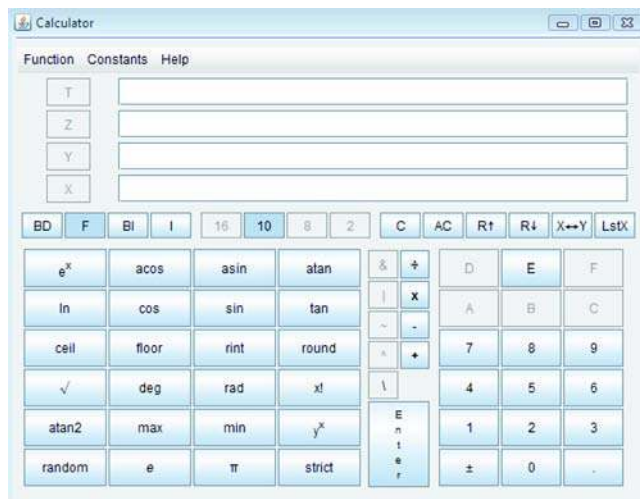 Calculator
Function Constants Help
T
Z
Y
X
BD F BI I 16 10 8 2 C AC R↑ R↓ X↔Y LstX
eˣ acos asin atan & ÷ D E F
ln cos sin tan | x A B C
ceil floor rint round ~ - 7 8 9
^ +
√ deg rad x! \ 4 5 6
atan2 max min yˣ Enter 1 2 3
random e π strict ± 0 .